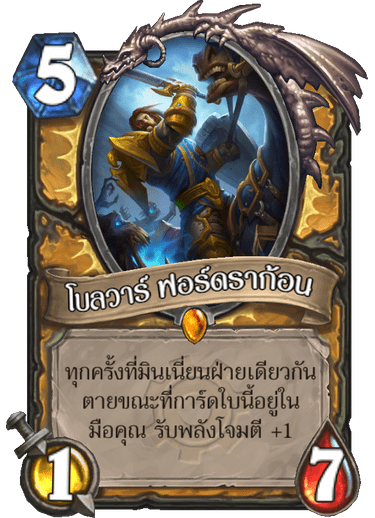 5
โบลวาร์ ฟอร์ดราก้อน
ทุกครั้งที่มินเนี่ยนฝ่ายเดียวกัน
ตายขณะที่การ์ดใบนี้อยู่ใน
มือคุณ รับพลังโจมตี +1
1
7